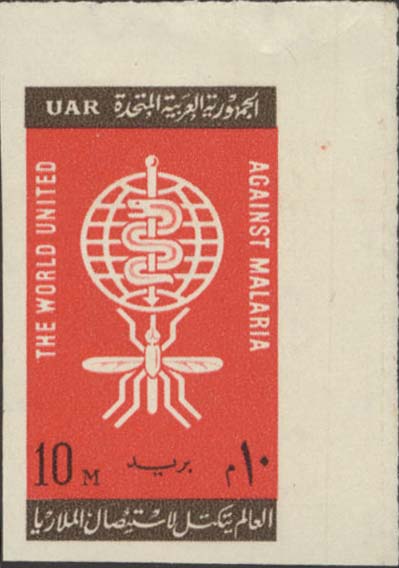 UAR الجمهورية العربية المتحدة
THE WORLD UNITED
AGAINST MALARIA
10 M بريد ١٠ م
العالم يتكتل لاستئصال الملاريا